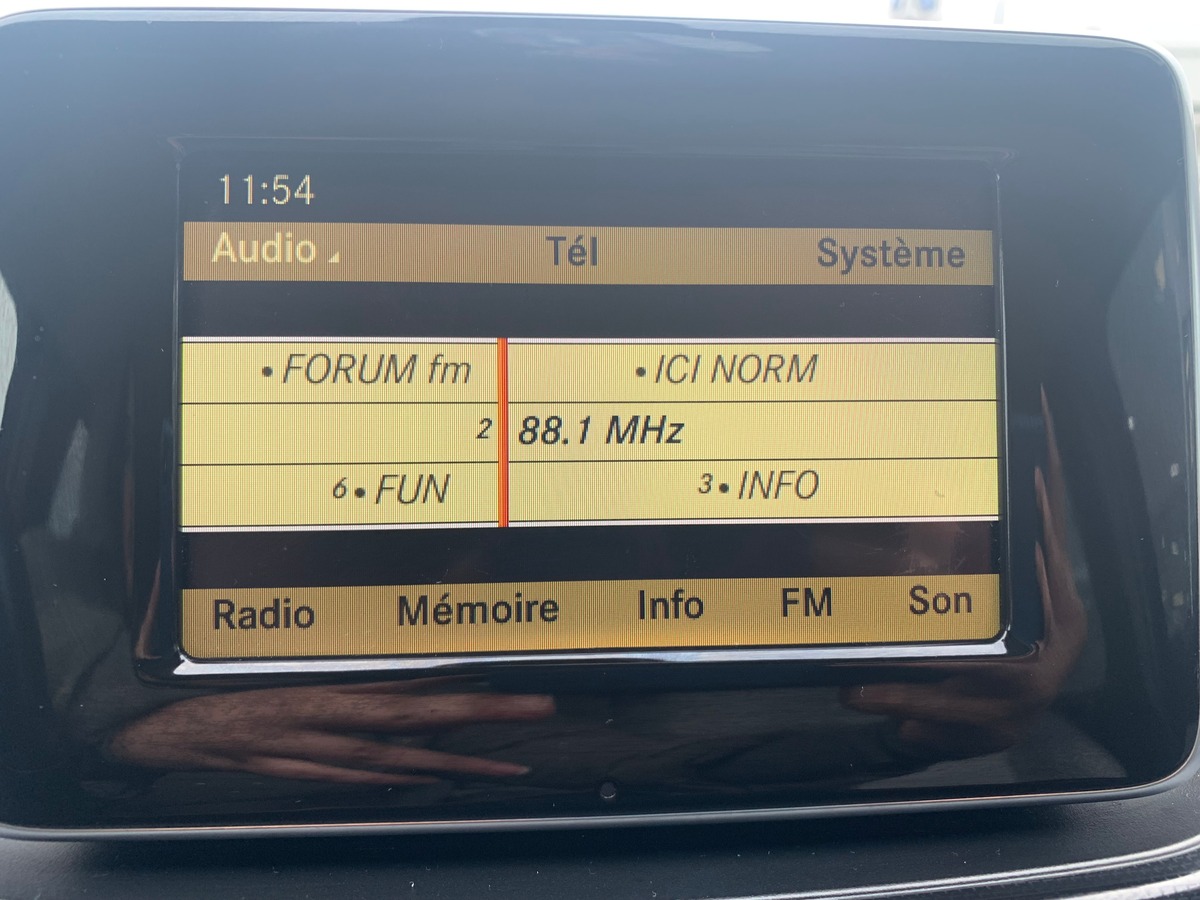 11:54
Audio Tél Système
•FORUM fm •ICI NORM
2 88.1 MHz
6•FUN 3•INFO
Radio Mémoire Info FM Son